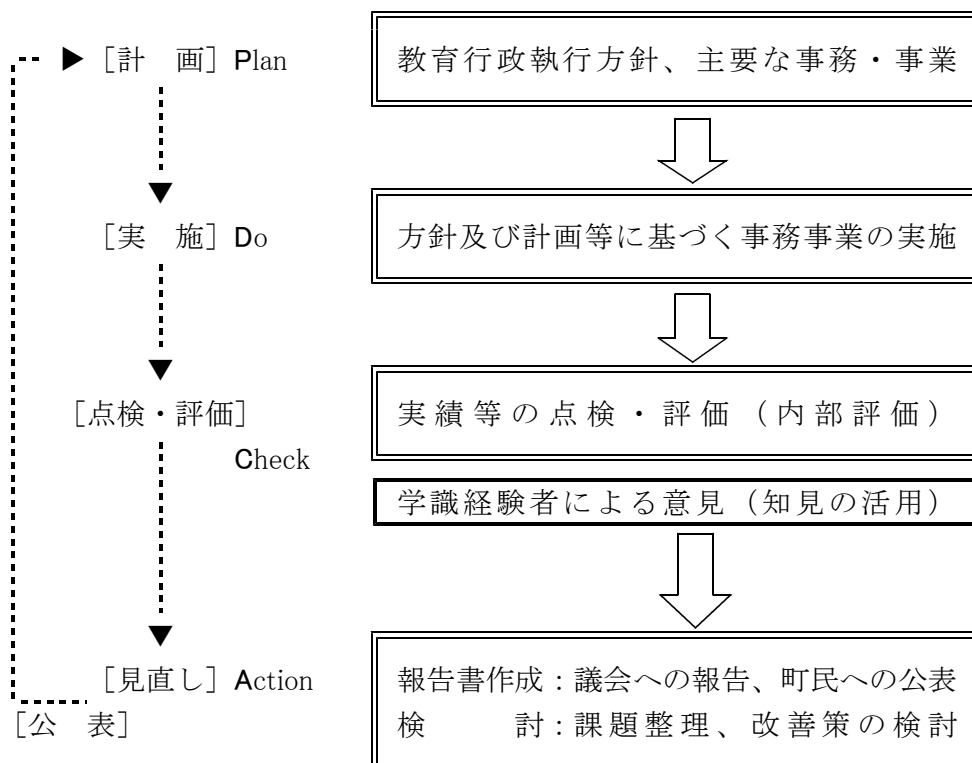 ［計　画］Plan
教育行政執行方針、主要な事務・事業
［実　施］Do
方針及び計画等に基づく事務事業の実施
［点検・評価］
Check
実績等の点検・評価（内部評価）
学識経験者による意見（知見の活用）
［見直し］Action
［公　表］
報告書作成：議会への報告、町民への公表
検　　　討：課題整理、改善策の検討